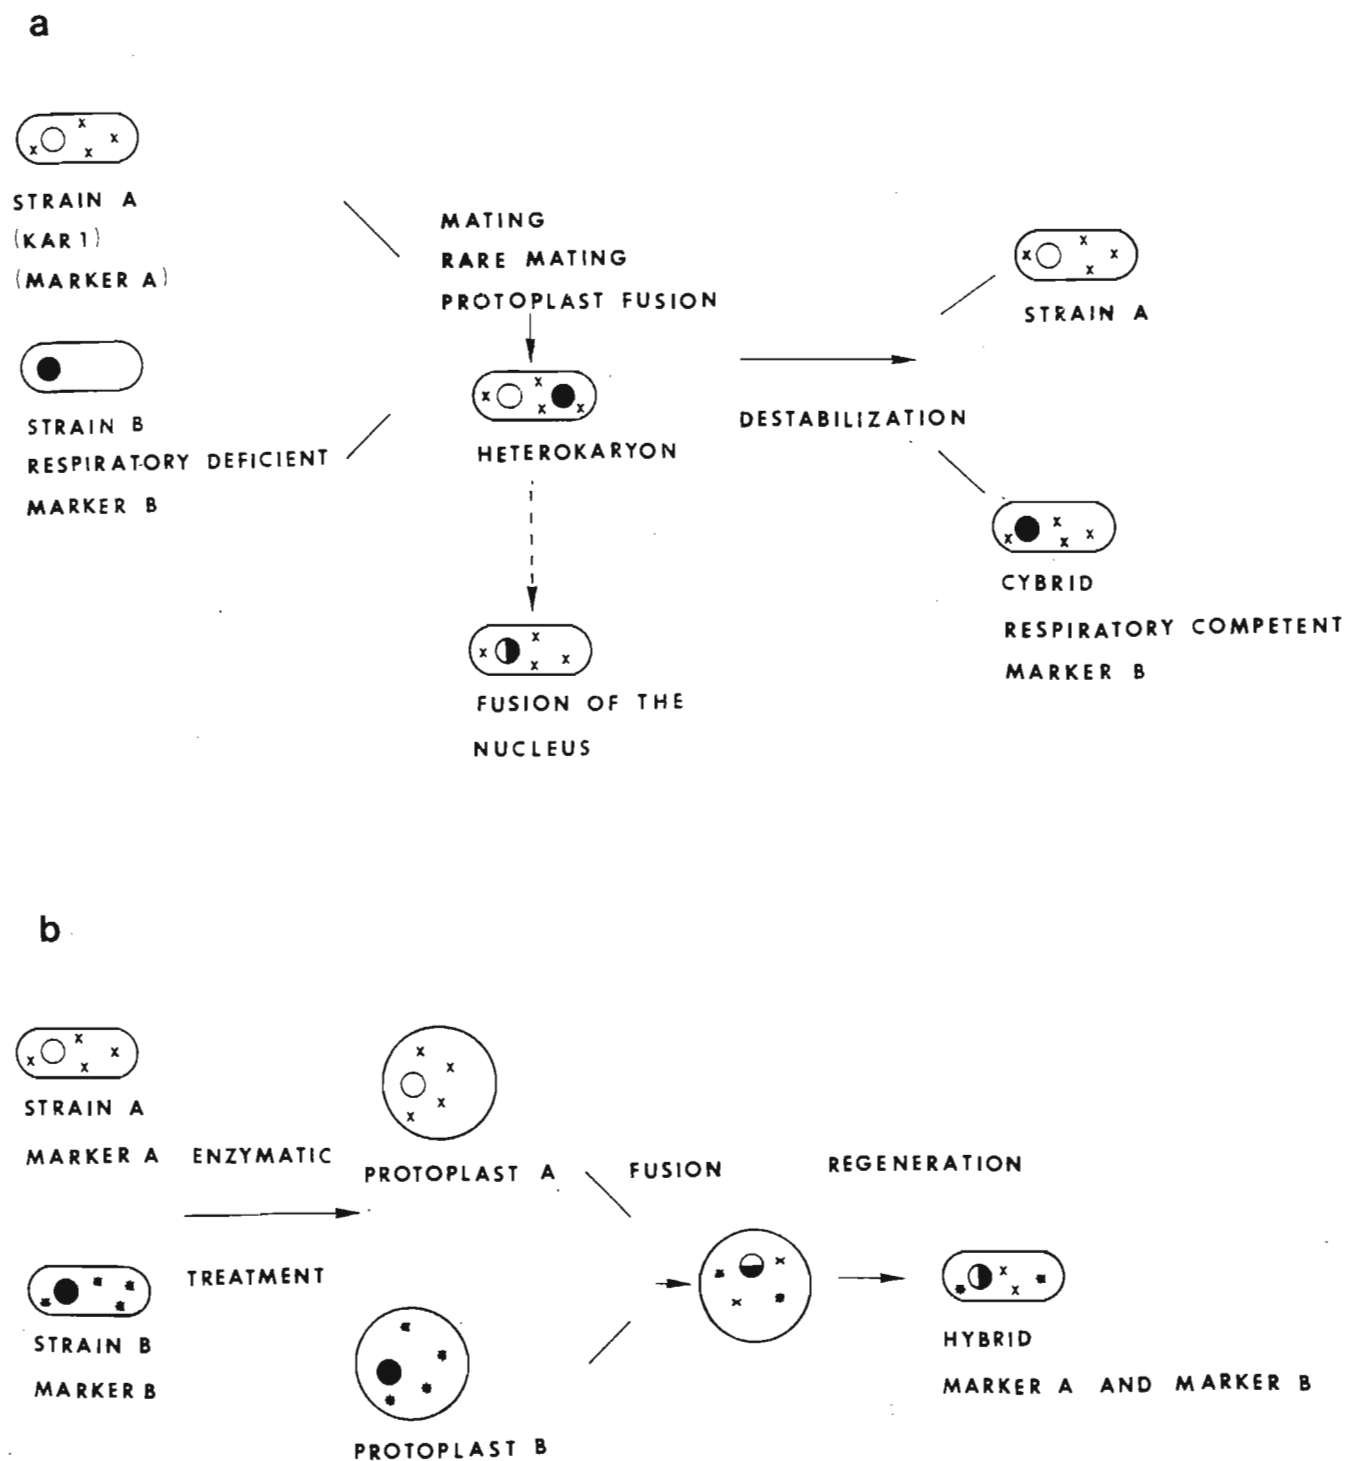 a
STRAIN A
(KAR1)
(MARKER A)
STRAIN B
RESPIRATORY DEFICIENT
MARKER B
MATING
RARE MATING
PROTOPLAST FUSION
HETEROKARYON
FUSION OF THE
NUCLEUS
DESTABILIZATION
STRAIN A
CYBRID
RESPIRATORY COMPETENT
MARKER B
b
STRAIN A
MARKER A
STRAIN B
MARKER B
ENZYMATIC
TREATMENT
PROTOPLAST A
PROTOPLAST B
FUSION
REGENERATION
HYBRID
MARKER A AND MARKER B